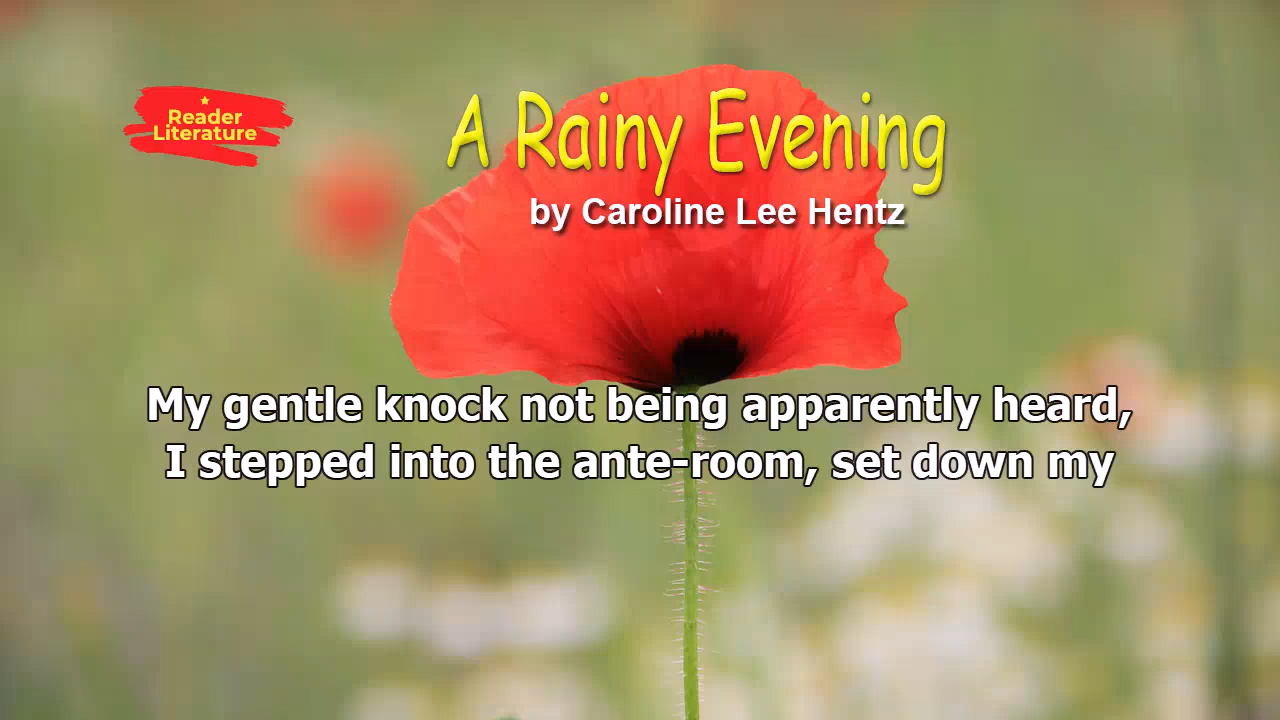 Reader
Literature
A Rainy Evening
by Caroline Lee Hentz
My gentle knock not being apparently heard,
I stepped into the ante-room, set down my